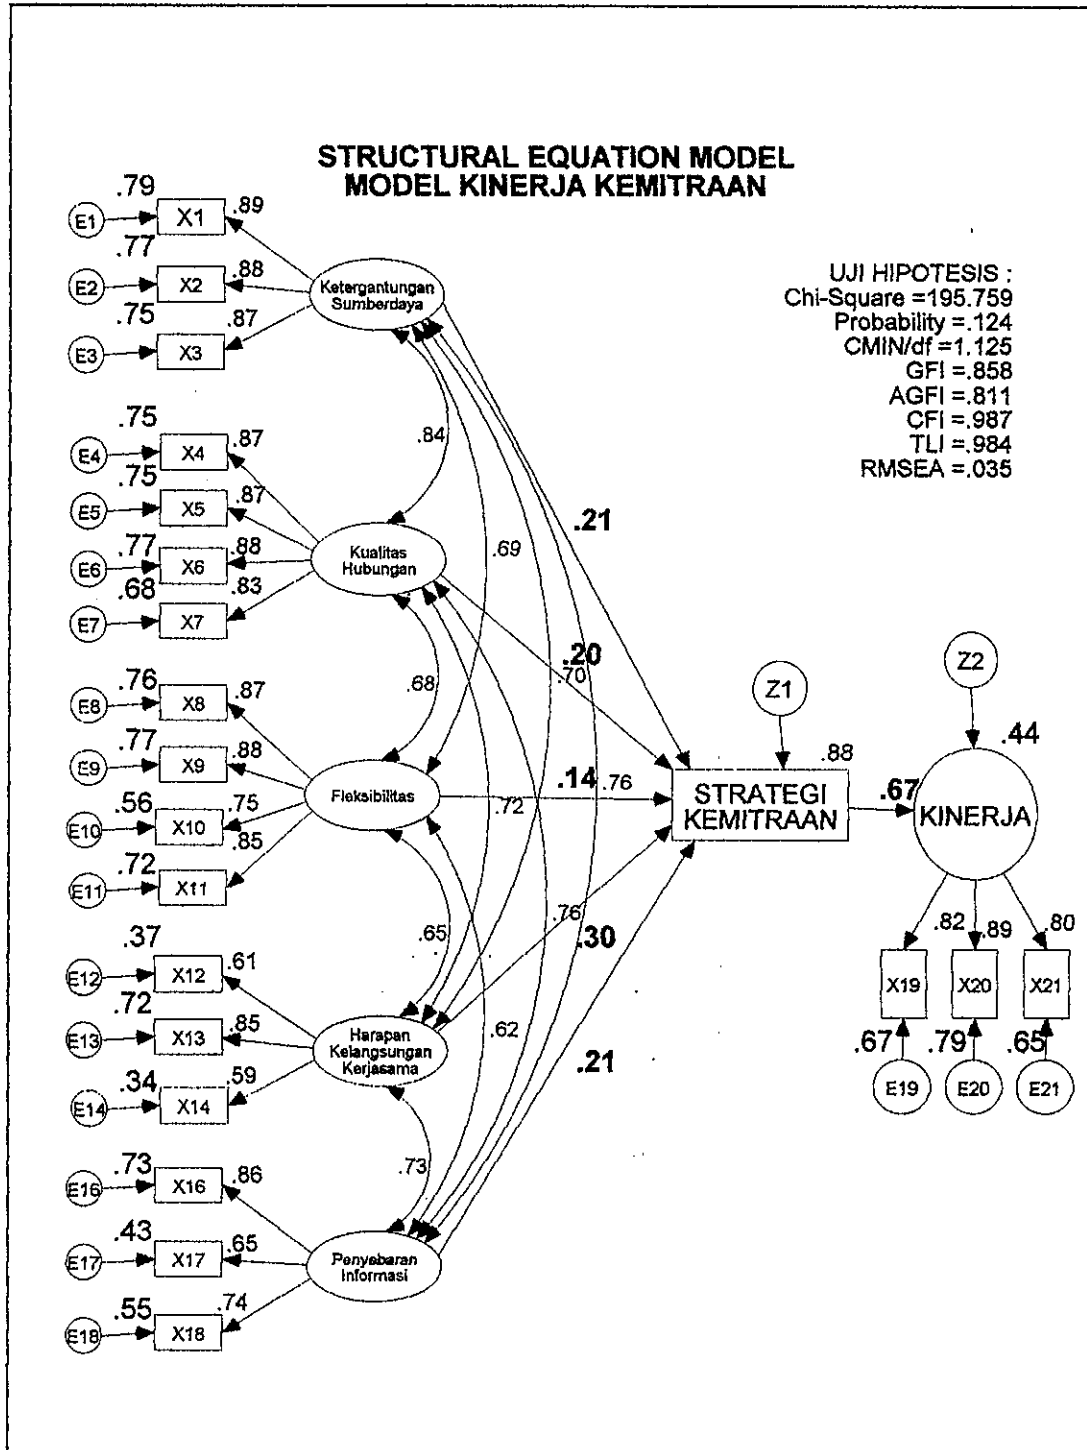 STRUCTURAL EQUATION MODEL
MODEL KINERJA KEMITRAAN
UJI HIPOTESIS :
Chi-Square =195.759
Probability =.124
CMIN/df =1.125
GFI =.858
AGFI =.811
CFI =.987
TLI =.984
RMSEA =.035
.79
E1 X1 .89
.77
E2 X2 .88
.75
E3 X3 .87
Ketergantungan
Sumberdaya
.75
E4 X4 .87
.75
E5 X5 .87
.77
E6 X6 .88
.68
E7 X7 .83
Kualitas
Hubungan
.76
E8 X8 .87
.77
E9 X9 .88
.56
E10 X10 .75
.72
E11 X11 .85
Fleksibilitas
.37
E12 X12 .61
.72
E13 X13 .85
.34
E14 X14 .59
Harapan
Kelangsungan
Kerjasama
.73
E16 X16 .86
.43
E17 X17 .65
.55
E18 X18 .74
Penyebaran
Informasi
.84
.69
.68
.70
.76
.72
.76
.65
.62
.73
.21
.20
.14
.30
.21
Z1
.88
STRATEGI
KEMITRAAN
.67
Z2
.44
KINERJA
.82 .89 .80
X19 X20 X21
.67 .79 .65
E19 E20 E21